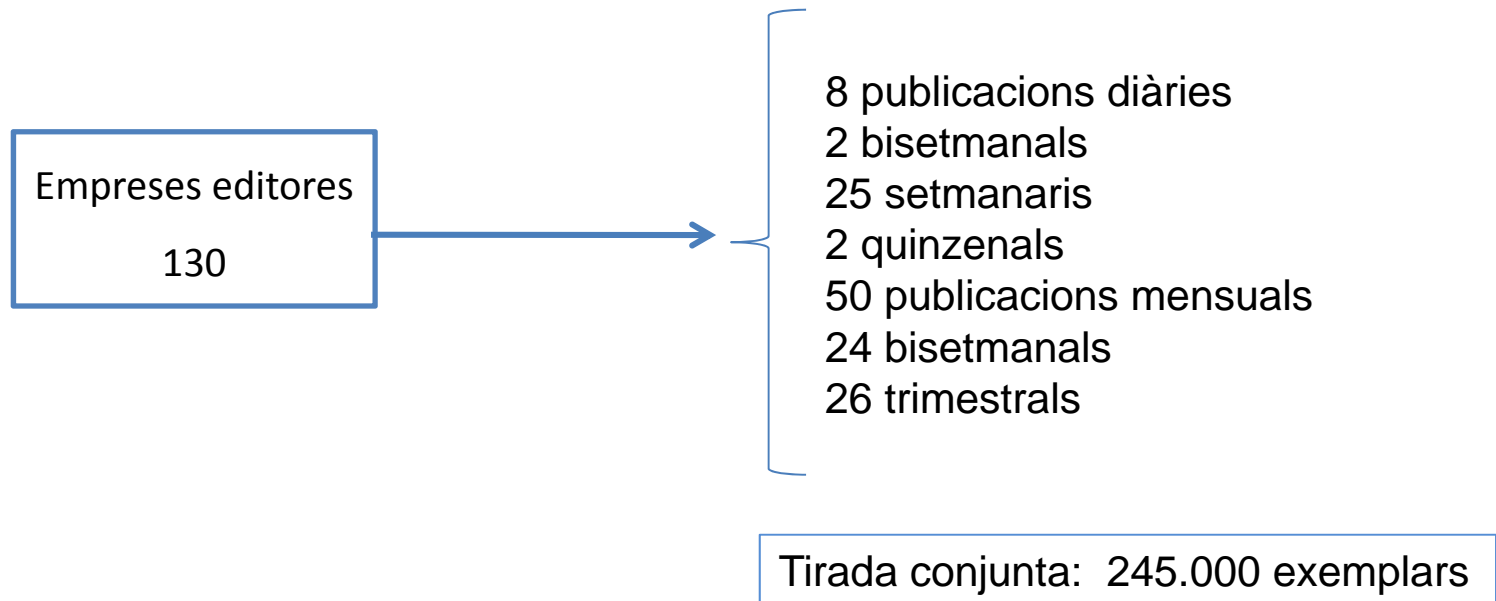 Empreses editores
130
8 publicacions diàries
2 bisetmanals
25 setmanaris
2 quinzenals
50 publicacions mensuals
24 bisetmanals
26 trimestrals
Tirada conjunta:  245.000 exemplars